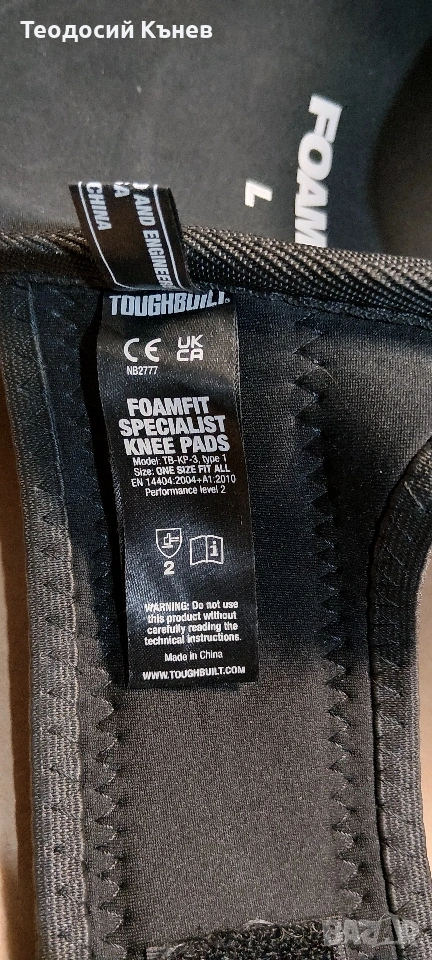 Теодосий Кънев
FOAM
L
AND ENGINEER
CHINA
TOUGHBUILT
CE UK CA
NB2777
FOAMFIT
SPECIALIST
KNEE PADS
Model: TB-KP-3, type 1
Size: ONE SIZE FIT ALL
EN 14404:2004+A1:2010
Performance level 2
2
i
WARNING: Do not use
this product without
carefully reading the
technical instructions.
Made in China
WWW.TOUGHBUILT.COM
BAZAR